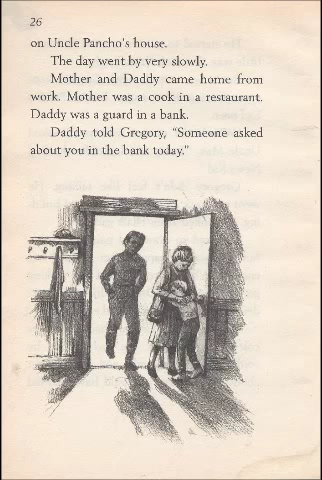 26
on Uncle Pancho's house.
The day went by very slowly.
Mother and Daddy came home from
work. Mother was a cook in a restaurant.
Daddy was a guard in a bank.
Daddy told Gregory, "Someone asked
about you in the bank today."